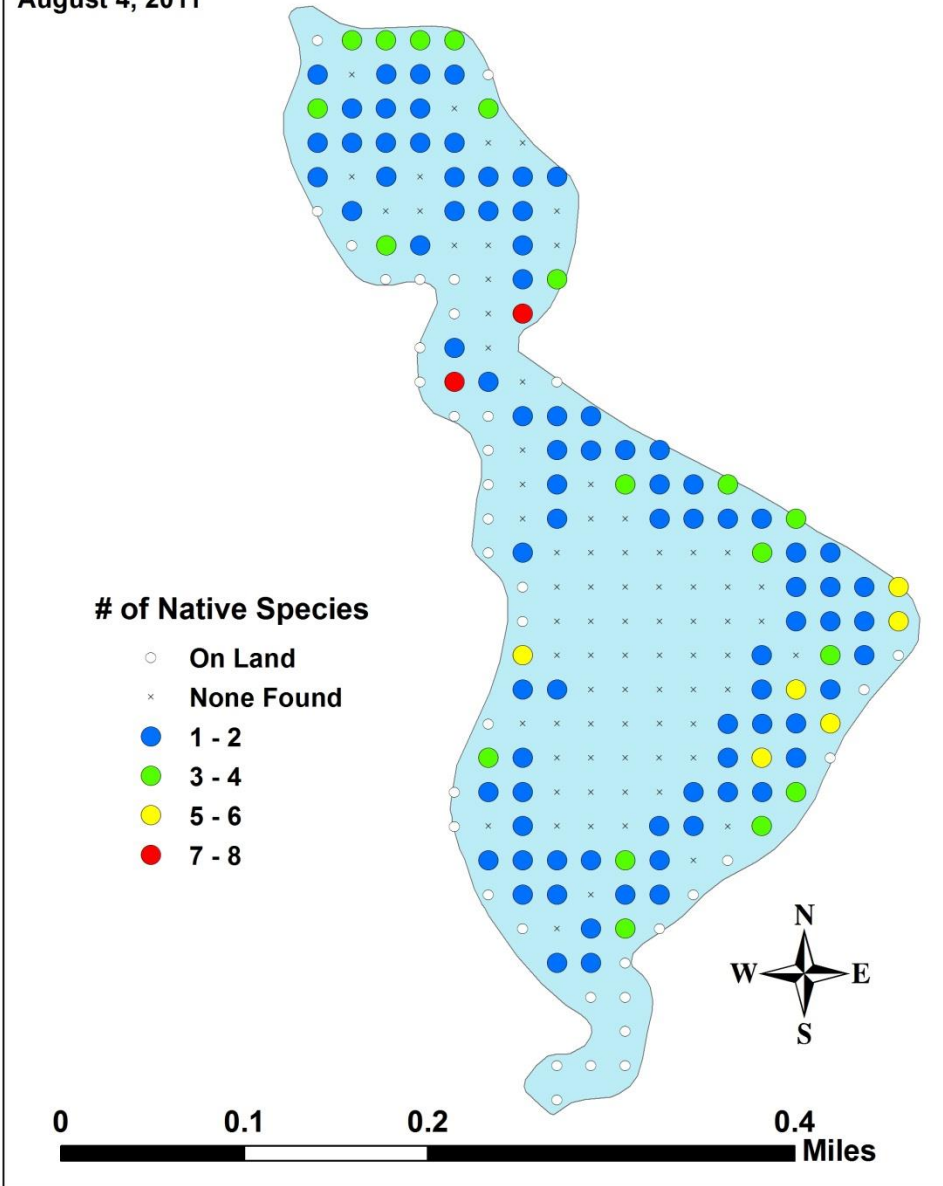 August 4, 2011
# of Native Species
On Land
None Found
1 - 2
3 - 4
5 - 6
7 - 8
N
W E
S
0 0.1 0.2 0.4
Miles